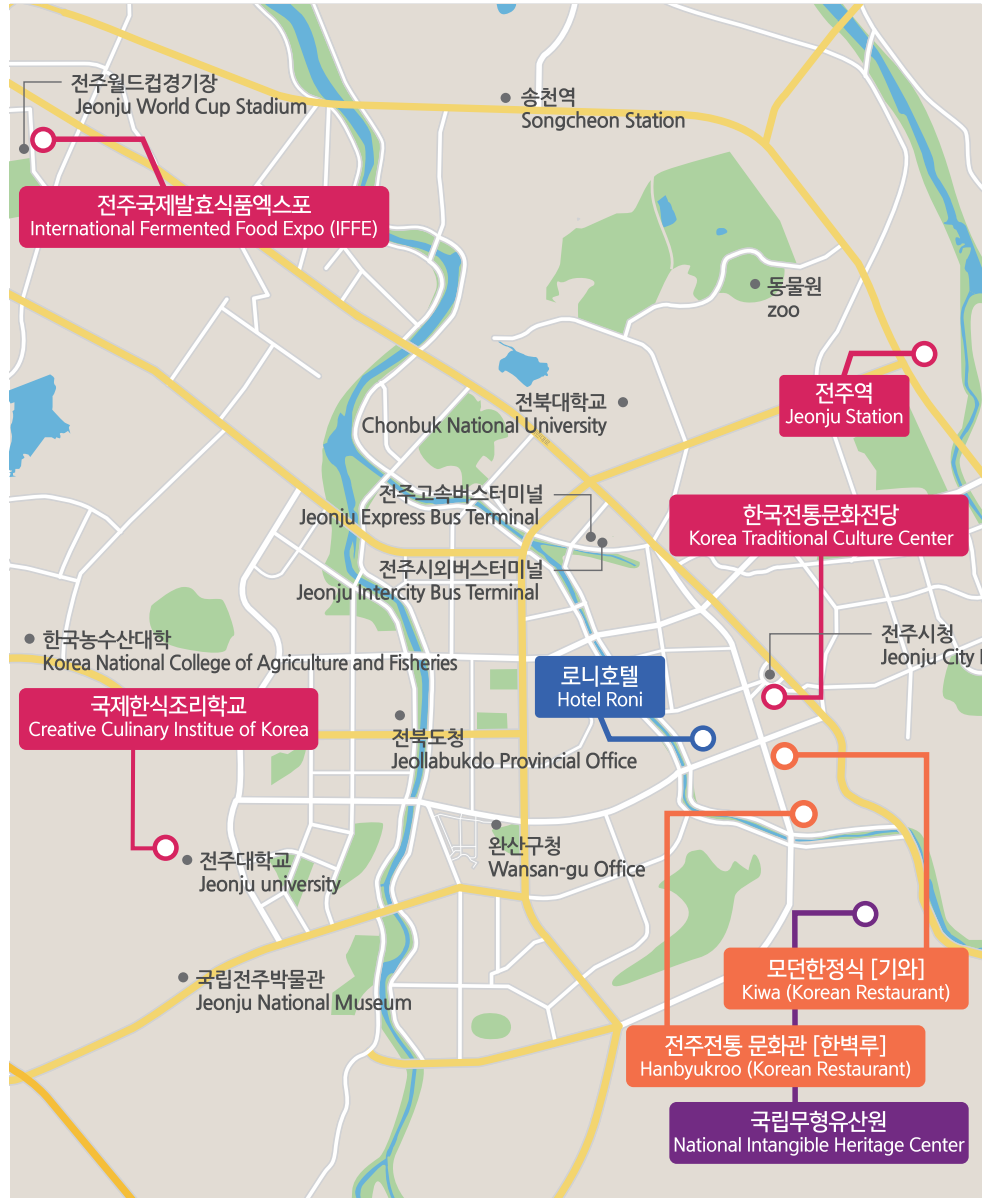 전주월드컵경기장
Jeonju World Cup Stadium
송천역
Songcheon Station
전주국제발효식품엑스포
International Fermented Food Expo (IFFE)
동물원
zoo
전주역
Jeonju Station
전북대학교
Chonbuk National University
전주고속버스터미널
Jeonju Express Bus Terminal
한국전통문화전당
Korea Traditional Culture Center
전주시외버스터미널
Jeonju Intercity Bus Terminal
한국농수산대학
Korea National College of Agriculture and Fisheries
전주시청
Jeonju City
로니호텔
Hotel Roni
국제한식조리학교
Creative Culinary Institue of Korea
전북도청
Jeollabukdo Provincial Office
완산구청
Wansan-gu Office
전주대학교
Jeonju university
국립전주박물관
Jeonju National Museum
모던한정식 [기와]
Kiwa (Korean Restaurant)
전주전통 문화관 [한벽루]
Hanbyukroo (Korean Restaurant)
국립무형유산원
National Intangible Heritage Center